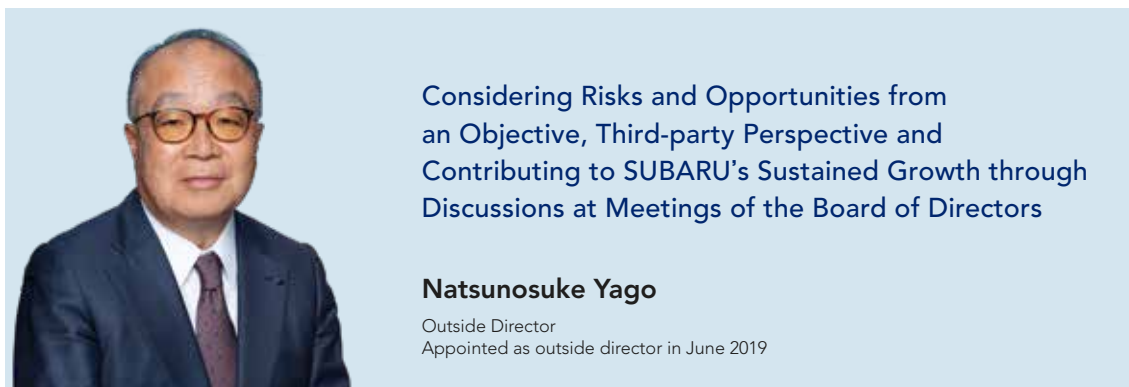 Considering Risks and Opportunities from
an Objective, Third-party Perspective and
Contributing to SUBARU's Sustained Growth through
Discussions at Meetings of the Board of Directors
Natsunosuke Yago
Outside Director
Appointed as outside director in June 2019